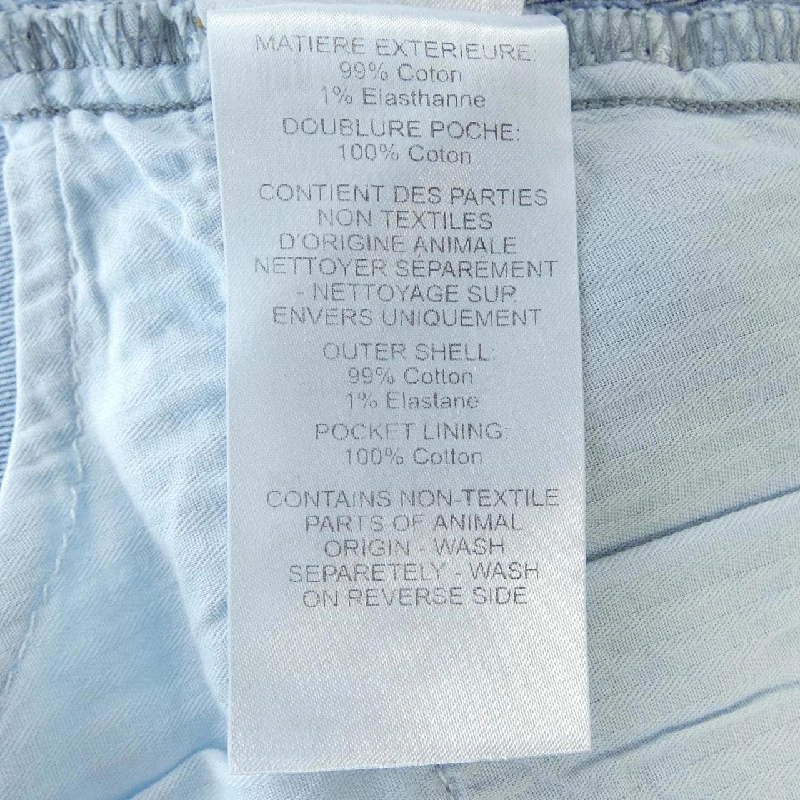 MATIERE EXTERIEURE:
99% Coton
1% Elasthanne
DOUBLURE POCHE:
100% Coton
CONTIENT DES PARTIES
NON TEXTILES
D'ORIGINE ANIMALE
NETTOYER SÉPAREMENT
- NETTOYAGE SUR
ENVERS UNIQUEMENT
OUTER SHELL:
99% Cotton
1% Elastane
POCKET LINING:
100% Cotton
CONTAINS NON-TEXTILE
PARTS OF ANIMAL
ORIGIN - WASH
SEPARETELY - WASH
ON REVERSE SIDE